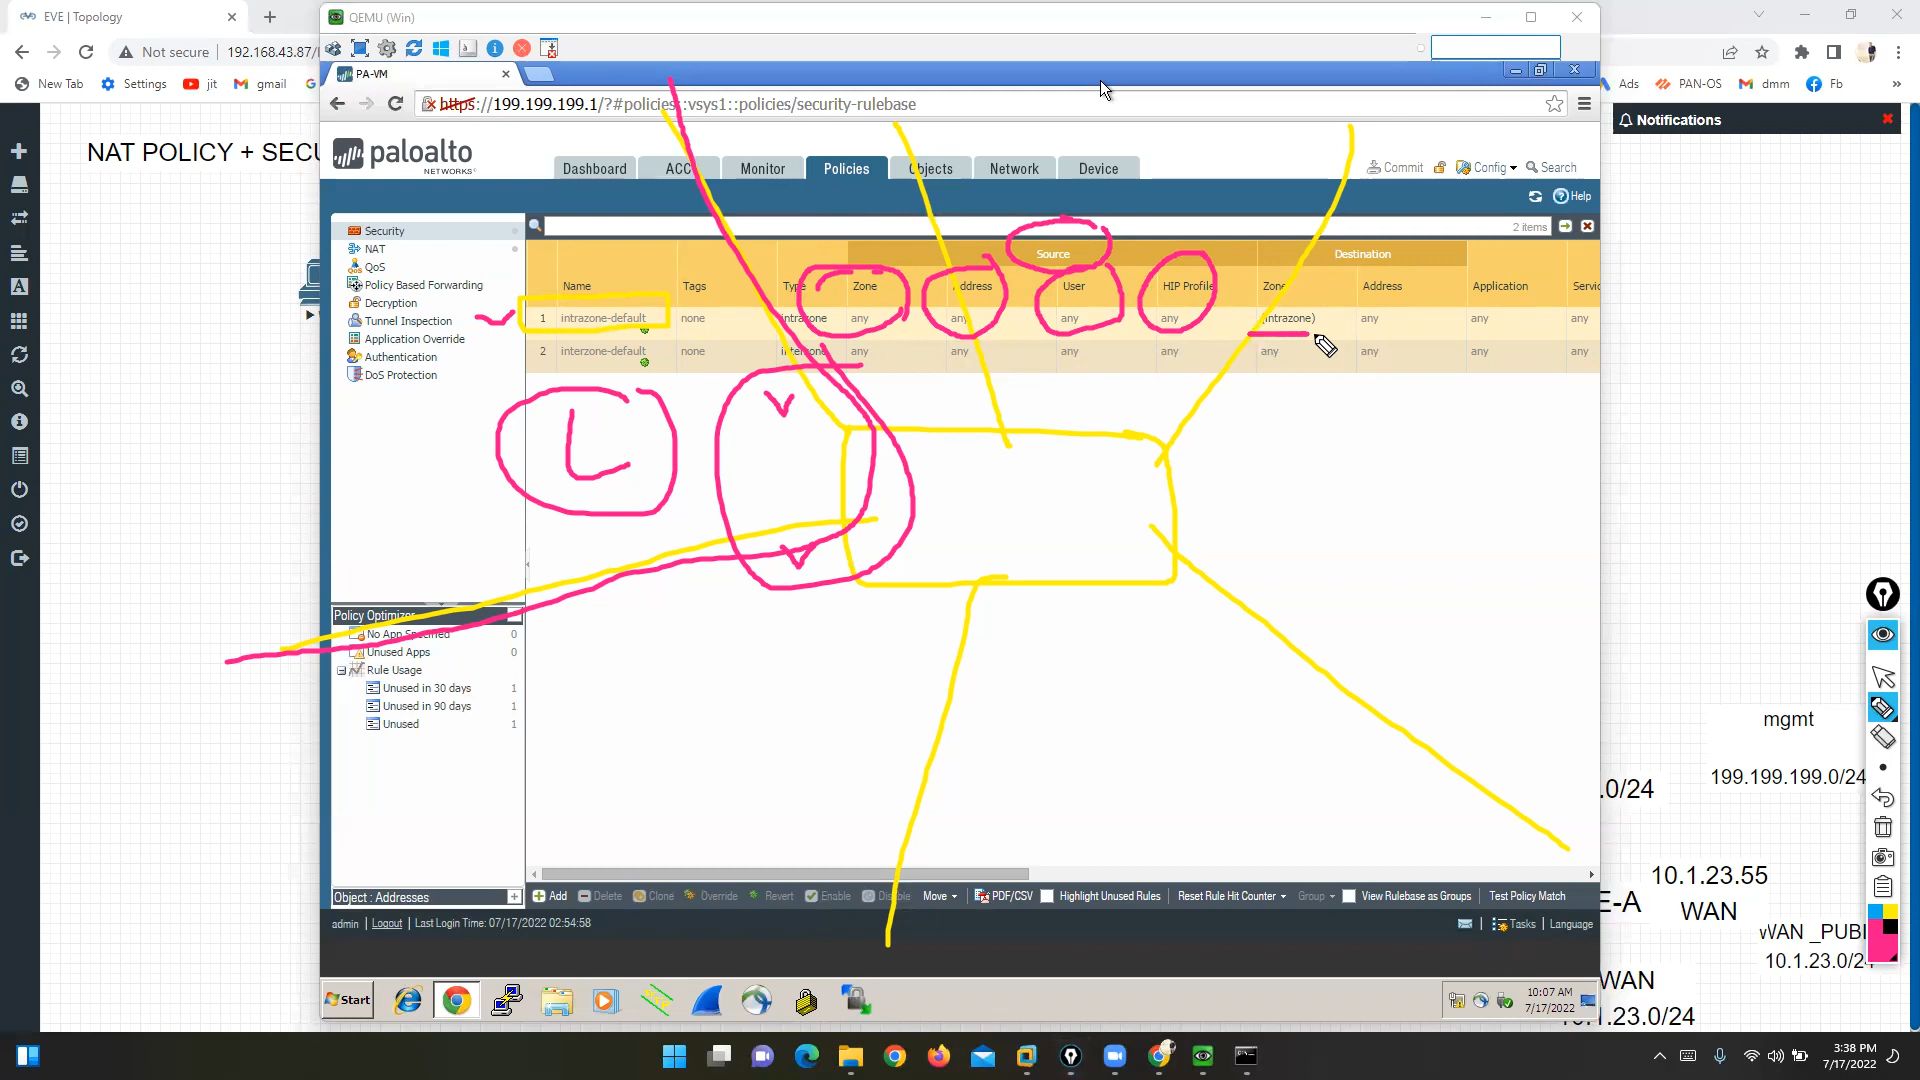 EVE | Topology
QEMU (Win)
Not secure
192.168.43.87/
New Tab
Settings
jit
gmail
Ads
PAN-OS
dmm
Fb
»
PA-VM
https://199.199.199.1/?#policies::vsys1::policies/security-rulebase
Notifications
NAT POLICY + SECU
paloalto
NETWORKS
Dashboard
ACC
Monitor
Policies
Objects
Network
Device
Commit
Config
Search
Help
Security
NAT
QoS
Policy Based Forwarding
Decryption
Tunnel Inspection
Application Override
Authentication
DoS Protection
2 items
Source
Destination
Name
Tags
Type
Zone
Address
User
HIP Profile
Zone
Address
Application
Servic
1
intrazone-default
none
intrazone
any
any
any
any
(intrazone)
any
any
any
2
interzone-default
none
interzone
any
any
any
any
any
any
any
any
L
Policy Optimizer
No App Specified 0
Unused Apps 0
Rule Usage
Unused in 30 days 1
Unused in 90 days 1
Unused 1
Object : Addresses
Add
Delete
Clone
Override
Revert
Enable
Disable
Move
PDF/CSV
Highlight Unused Rules
Reset Rule Hit Counter
Group
View Rulebase as Groups
Test Policy Match
admin | Logout | Last Login Time: 07/17/2022 02:54:58
Tasks | Language
mgmt
199.199.199.0/24
.0/24
10.1.23.55
E-A
WAN
WAN _PUBI
10.1.23.0/24
WAN
10.1.23.0/24
Start
10:07 AM
7/17/2022
3:38 PM
7/17/2022